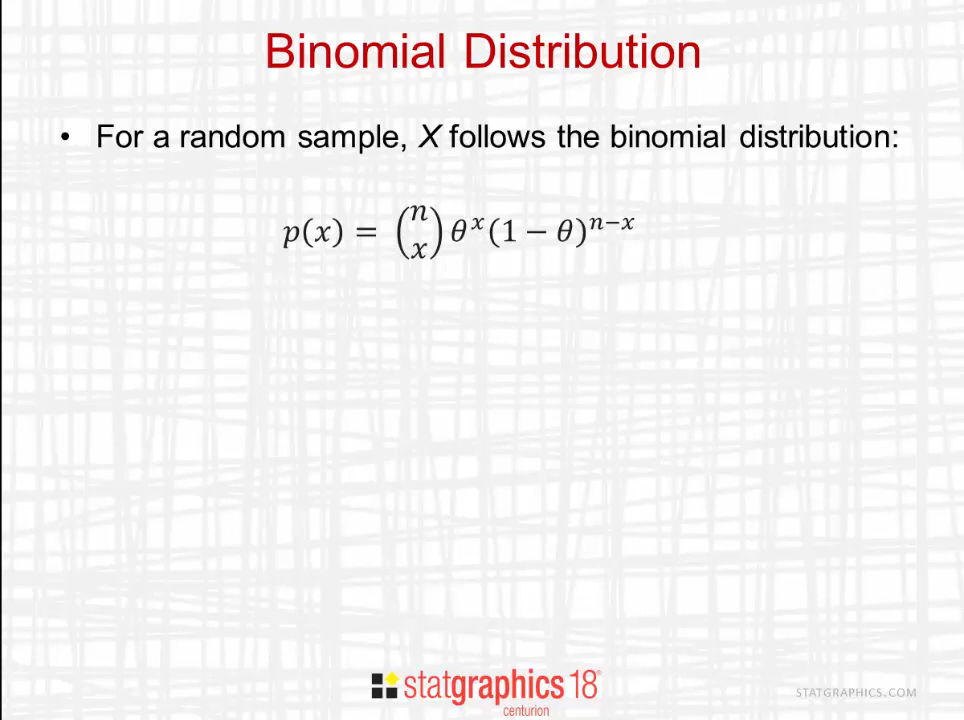 Binomial Distribution
• For a random sample, X follows the binomial distribution:
p(x) = (n x) θ^x (1 − θ)^{n−x}
statgraphics 18®
centurion
STATGRAPHICS.COM